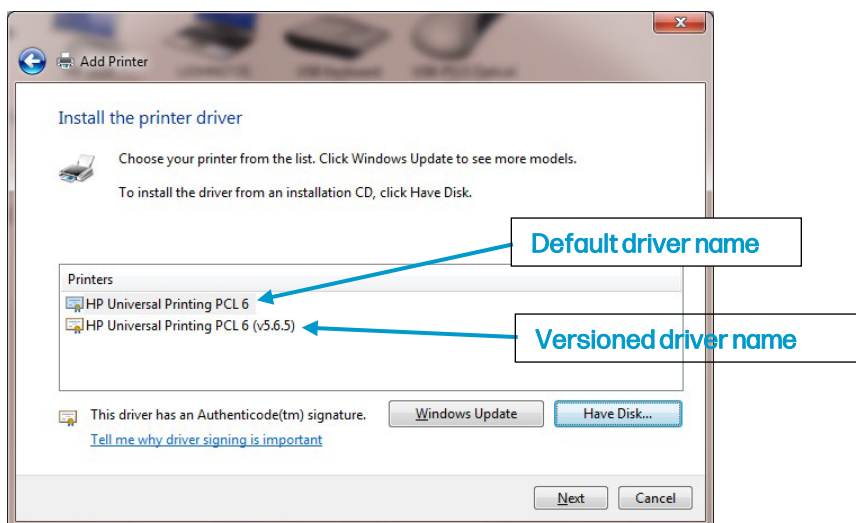 Add Printer
Install the printer driver
Choose your printer from the list. Click Windows Update to see more models.
To install the driver from an installation CD, click Have Disk.
Default driver name
Printers
HP Universal Printing PCL 6
HP Universal Printing PCL 6 (v5.6.5)
Versioned driver name
This driver has an Authenticode(tm) signature.
Windows Update
Have Disk...
Tell me why driver signing is important
Next
Cancel